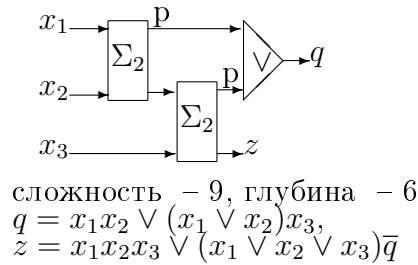 x₁ p
Σ₂ ∨ q
x₂ p
Σ₂
x₃ z
сложность – 9, глубина – 6
q = x₁x₂ ∨ (x₁ ∨ x₂)x₃,
z = x₁x₂x₃ ∨ (x₁ ∨ x₂ ∨ x₃)q̅